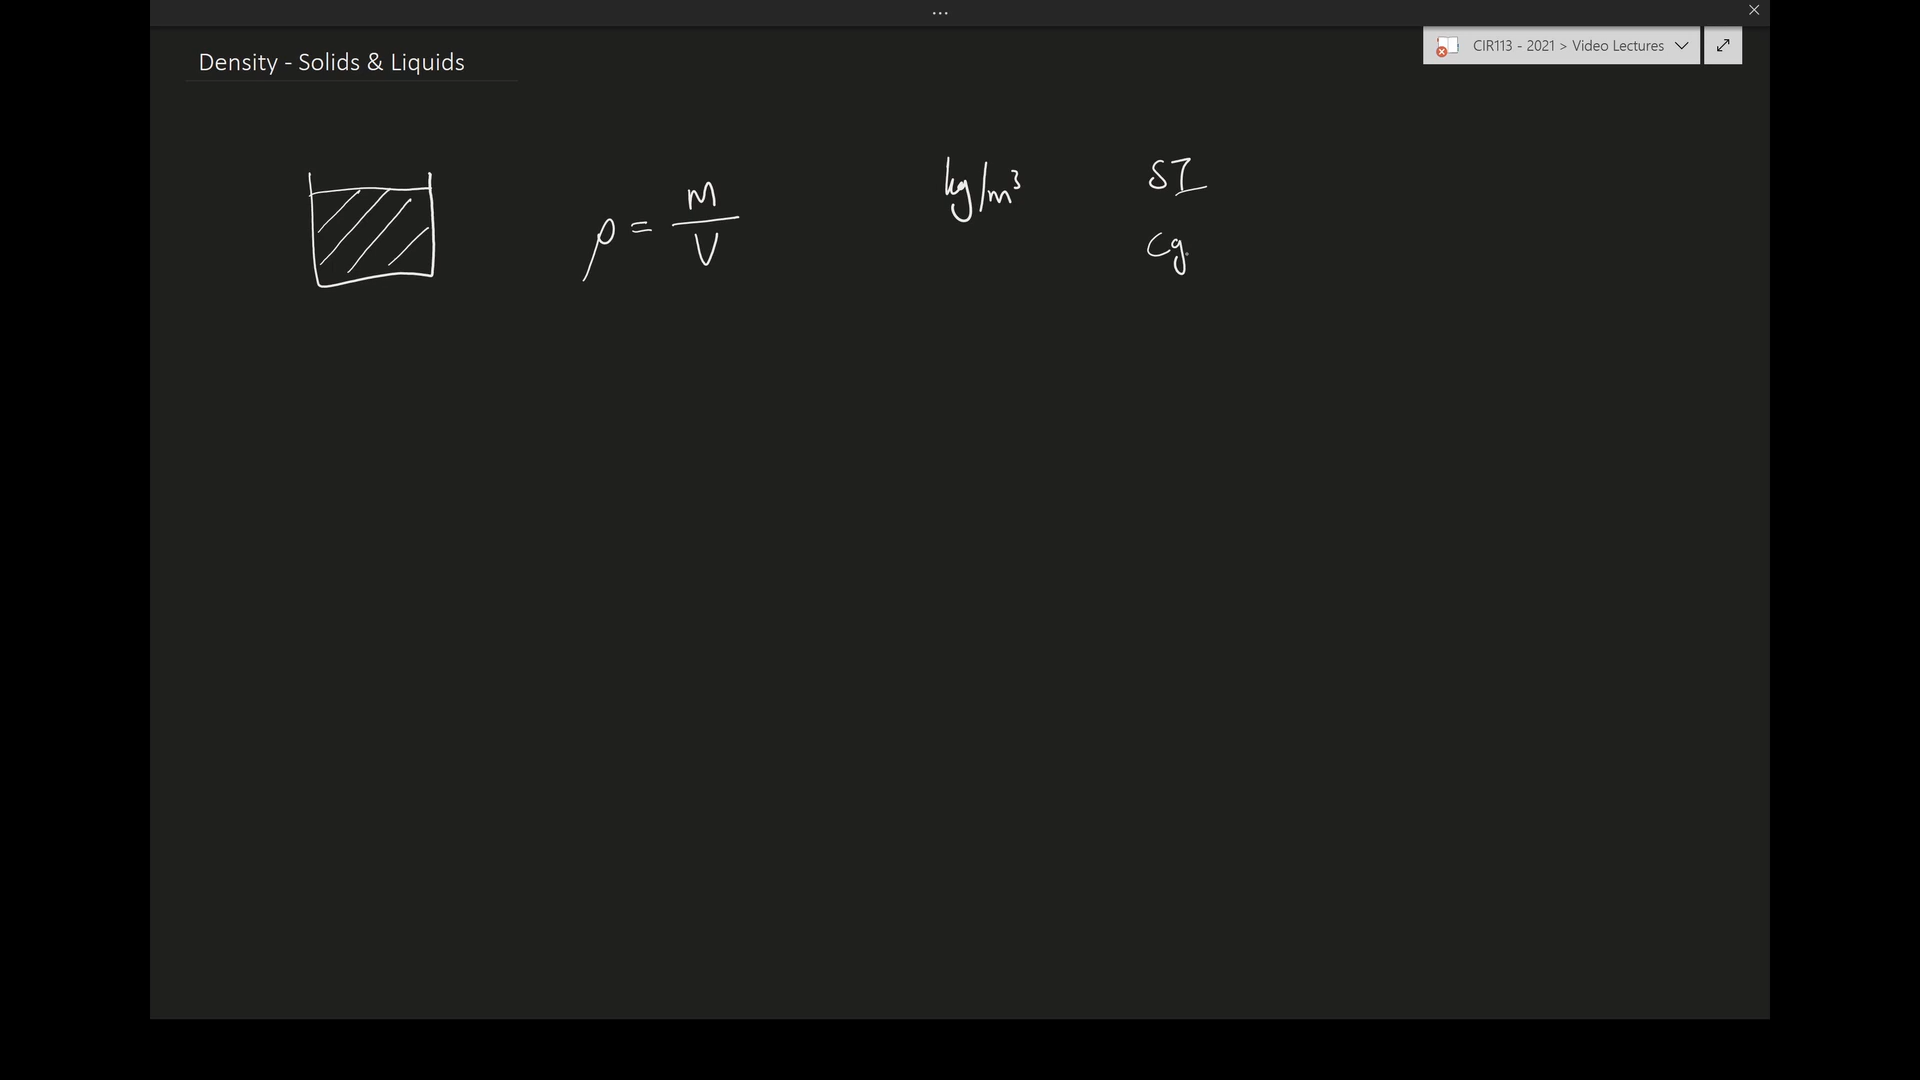 CIR113 - 2021 > Video Lectures
Density - Solids & Liquids
ρ = m / V
kg/m³ SI
cg